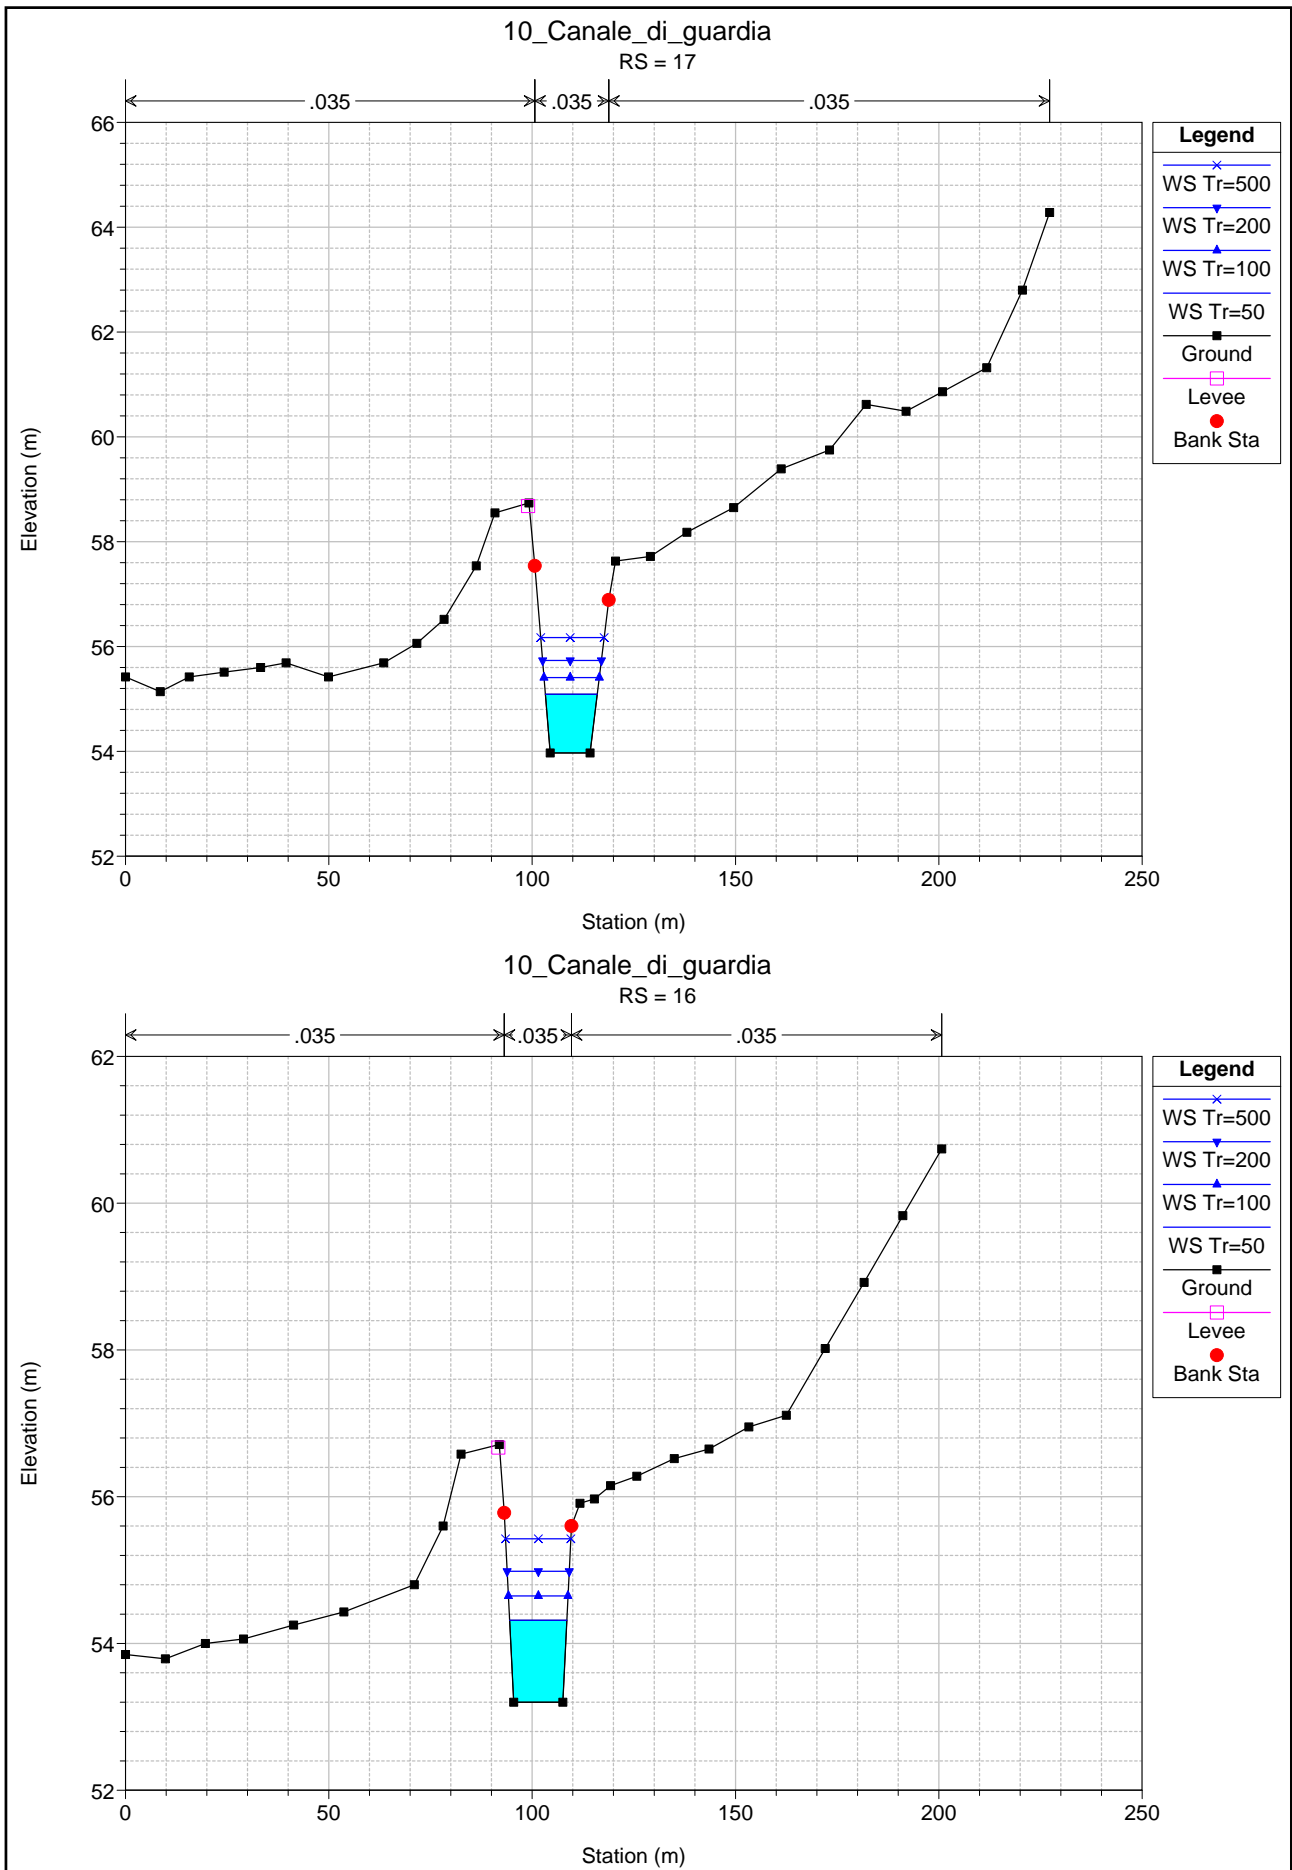 10_Canale_di_guardia
RS = 17
.035 .035 .035
66
64
62
60
58
56
54
52
Elevation (m)
0 50 100 150 200 250
Station (m)
Legend
WS Tr=500
WS Tr=200
WS Tr=100
WS Tr=50
Ground
Levee
Bank Sta
10_Canale_di_guardia
RS = 16
.035 .035 .035
62
60
58
56
54
52
Elevation (m)
0 50 100 150 200 250
Station (m)
Legend
WS Tr=500
WS Tr=200
WS Tr=100
WS Tr=50
Ground
Levee
Bank Sta